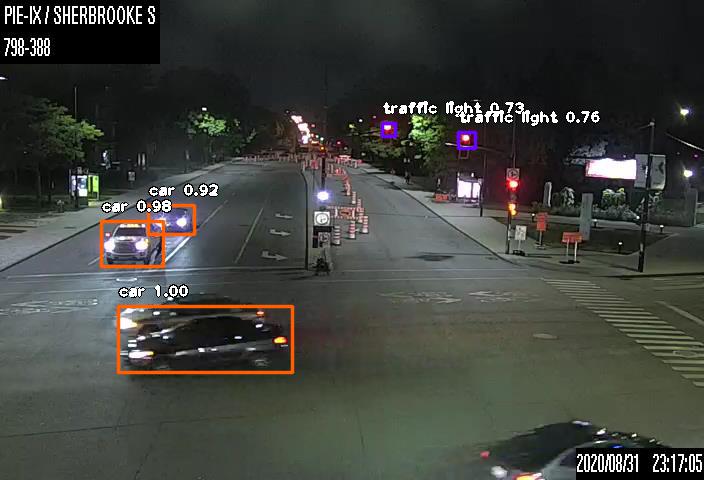 PIE-IX / SHERBROOKE S
798-388
traffic light 0.73
traffic light 0.76
car 0.92
car 0.98
car 1.00
2020/08/31 23:17:05